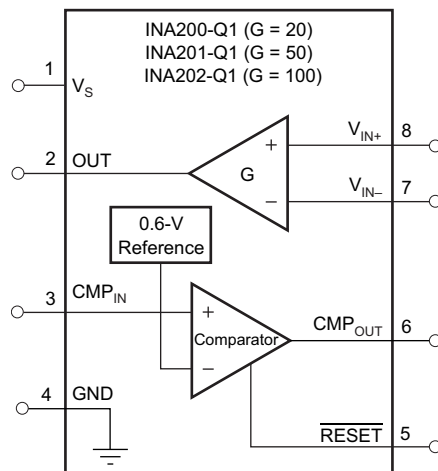 INA200-Q1 (G = 20)
INA201-Q1 (G = 50)
INA202-Q1 (G = 100)
1
V_S
2
OUT
V_IN+
8
+
G
−
V_IN–
7
0.6-V
Reference
3
CMP_IN
+
Comparator
−
CMP_OUT
6
4
GND
RESET
5